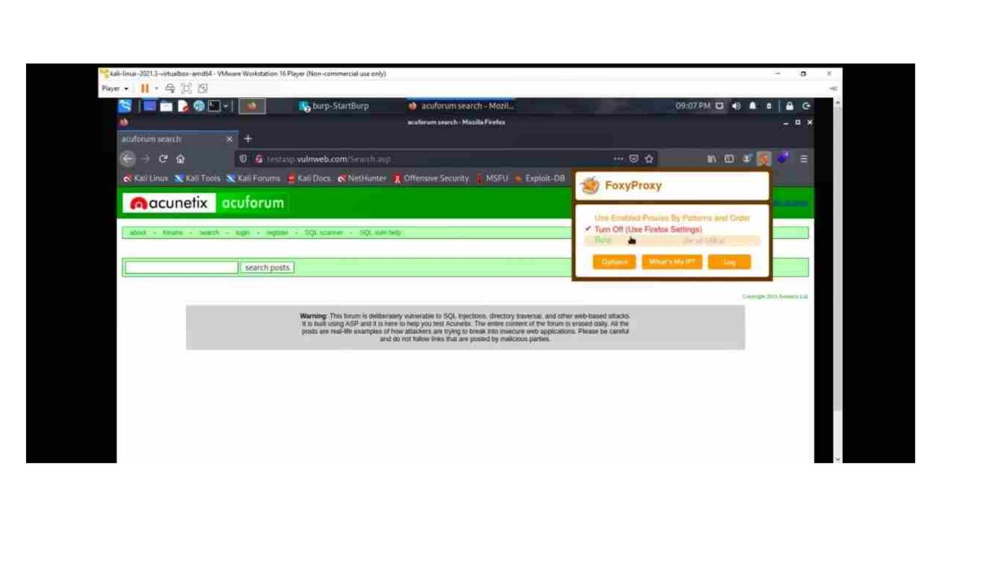 kali-linux-2021.3-virtualbox-amd64 - VMware Workstation 16 Player (Non-commercial use only)
Player
burp-StartBurp
acuforum search - Mozil...
09:07 PM
acuforum search - Mozilla Firefox
acuforum search
testasp.vulnweb.com/Search.asp
Kali Linux Kali Tools Kali Forums Kali Docs NetHunter Offensive Security MSFU Exploit-DB
FoxyProxy
acunetix acuforum
Use Enabled Proxies By Patterns and Order
Turn Off (Use Firefox Settings)
Burp
about - forums - search - login - register - SQL scanner - SQL vuln help
Options What's My IP? Log
search posts
Copyright 2019 Acunetix Ltd.
Warning: This forum is deliberately vulnerable to SQL Injections, directory traversal, and other web-based attacks.
It is built using ASP and it is here to help you test Acunetix. The entire content of the forum is erased daily. All the
posts are real-life examples of how attackers are trying to break into insecure web applications. Please be careful
and do not follow links that are posted by malicious parties.